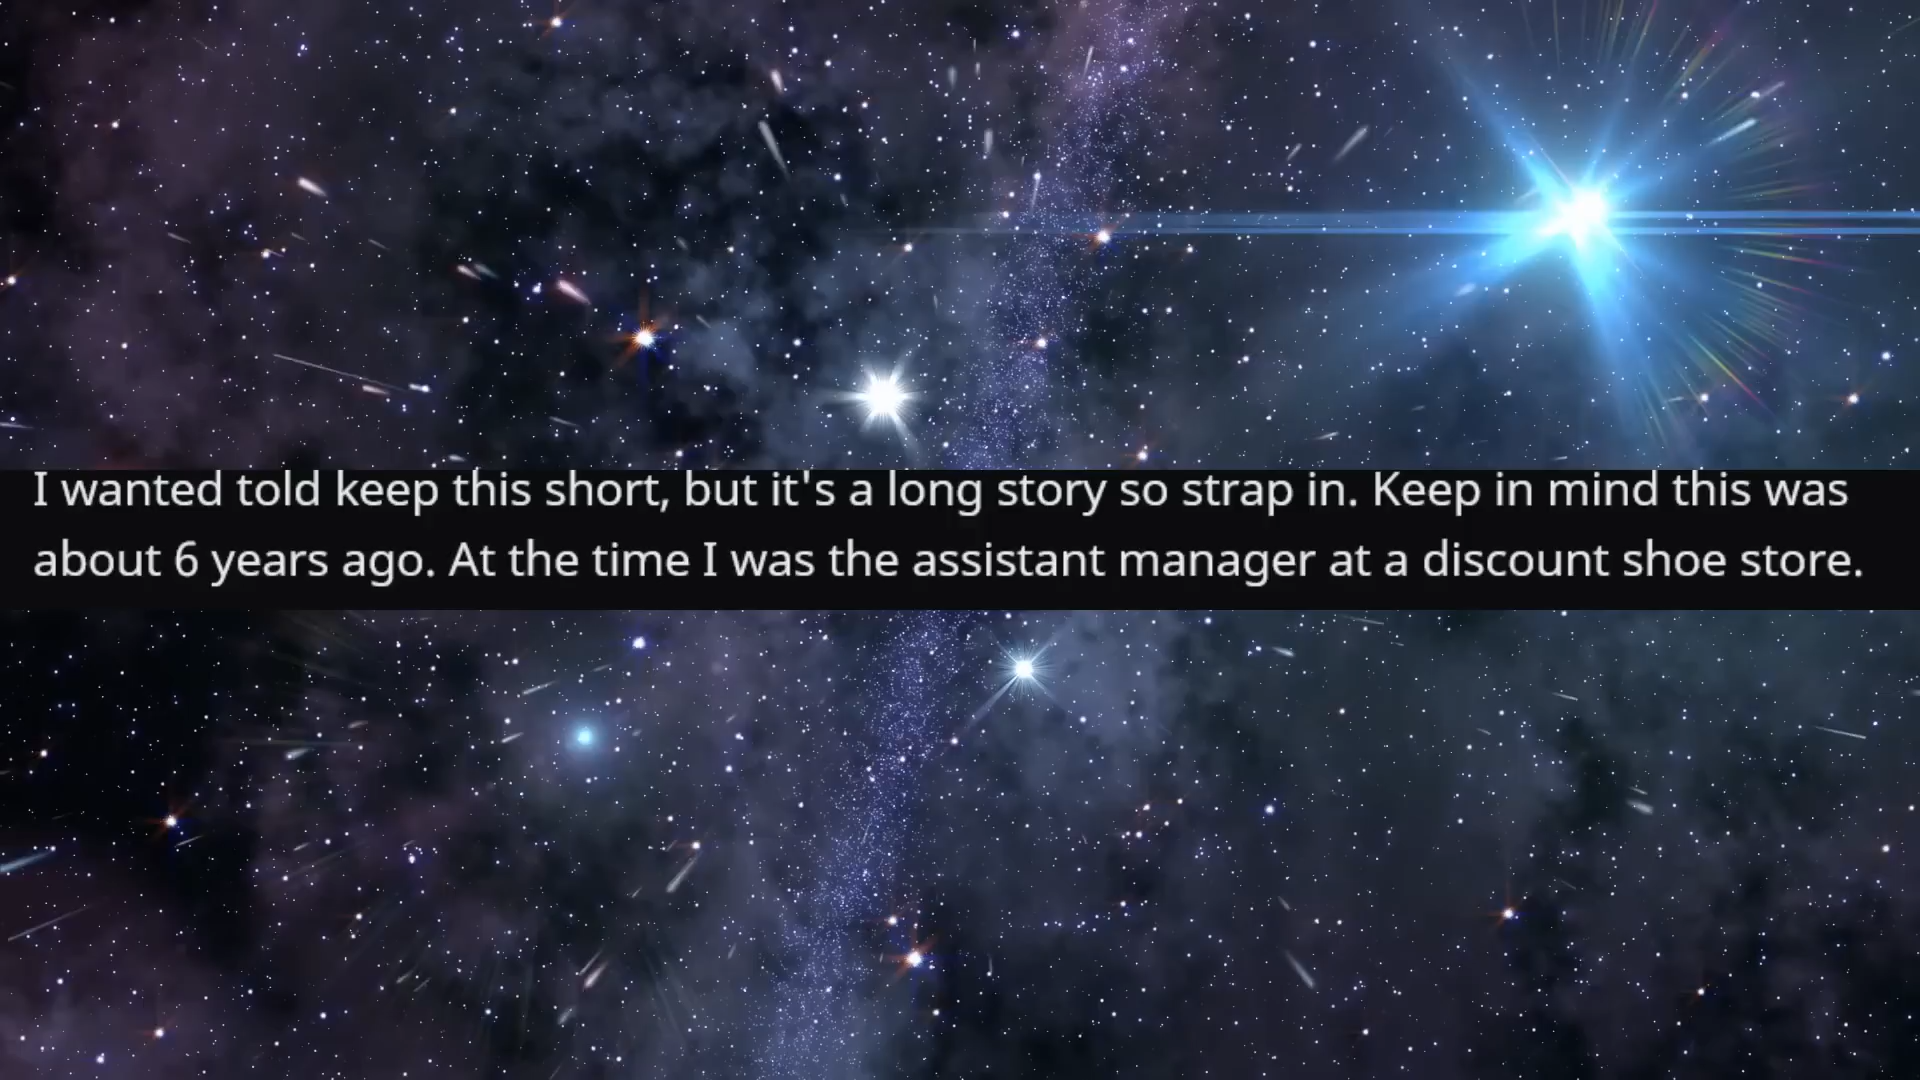 I wanted told keep this short, but it's a long story so strap in. Keep in mind this was
about 6 years ago. At the time I was the assistant manager at a discount shoe store.